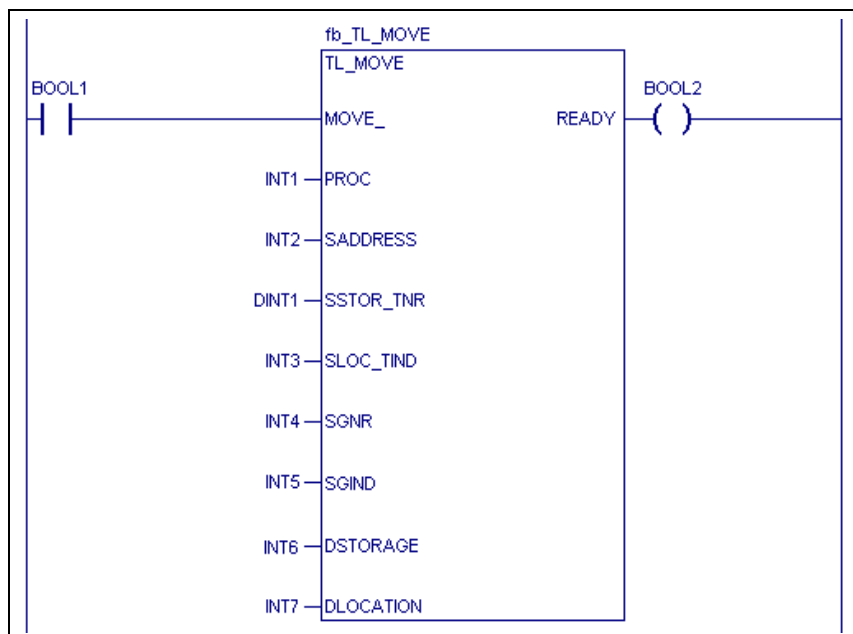 fb_TL_MOVE
TL_MOVE
BOOL1
BOOL2
MOVE_ READY
INT1 PROC
INT2 SADDRESS
DINT1 SSTOR_TNR
INT3 SLOC_TIND
INT4 SGNR
INT5 SGIND
INT6 DSTORAGE
INT7 DLOCATION